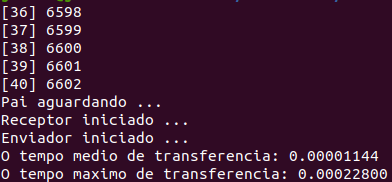 [36] 6598
[37] 6599
[38] 6600
[39] 6601
[40] 6602
Pai aguardando ...
Receptor iniciado ...
Enviador iniciado ...
O tempo medio de transferencia: 0.00001144
O tempo maximo de transferencia: 0.00022800